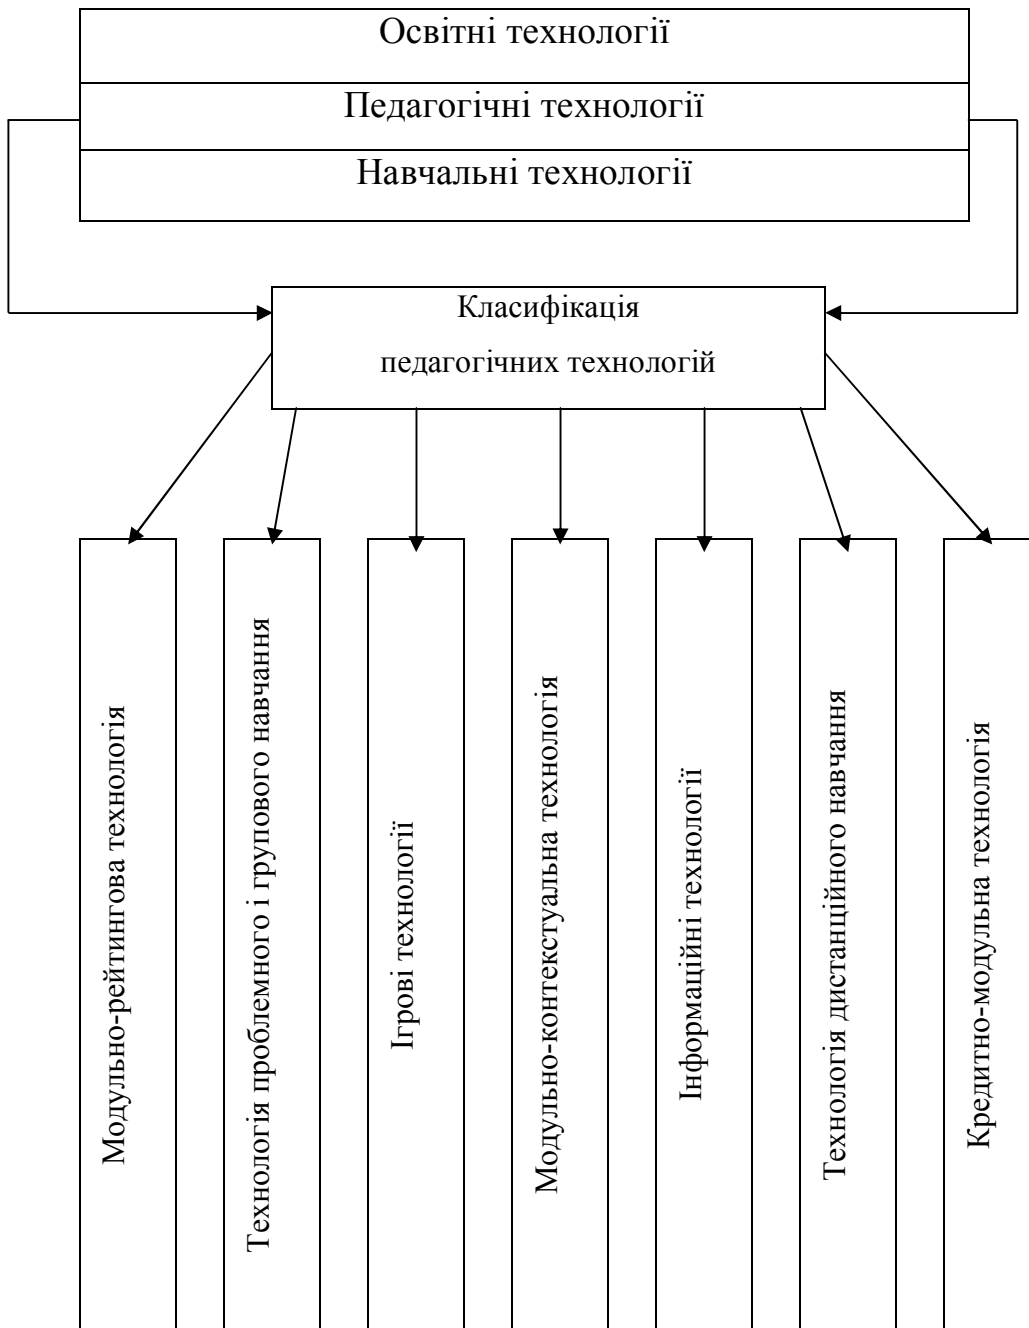 Освітні технології
Педагогічні технології
Навчальні технології
Класифікація
педагогічних технологій
Модульно-рейтингова технологія
Технологія проблемного і групового навчання
Ігрові технології
Модульно-контекстуальна технологія
Інформаційні технології
Технологія дистанційного навчання
Кредитно-модульна технологія